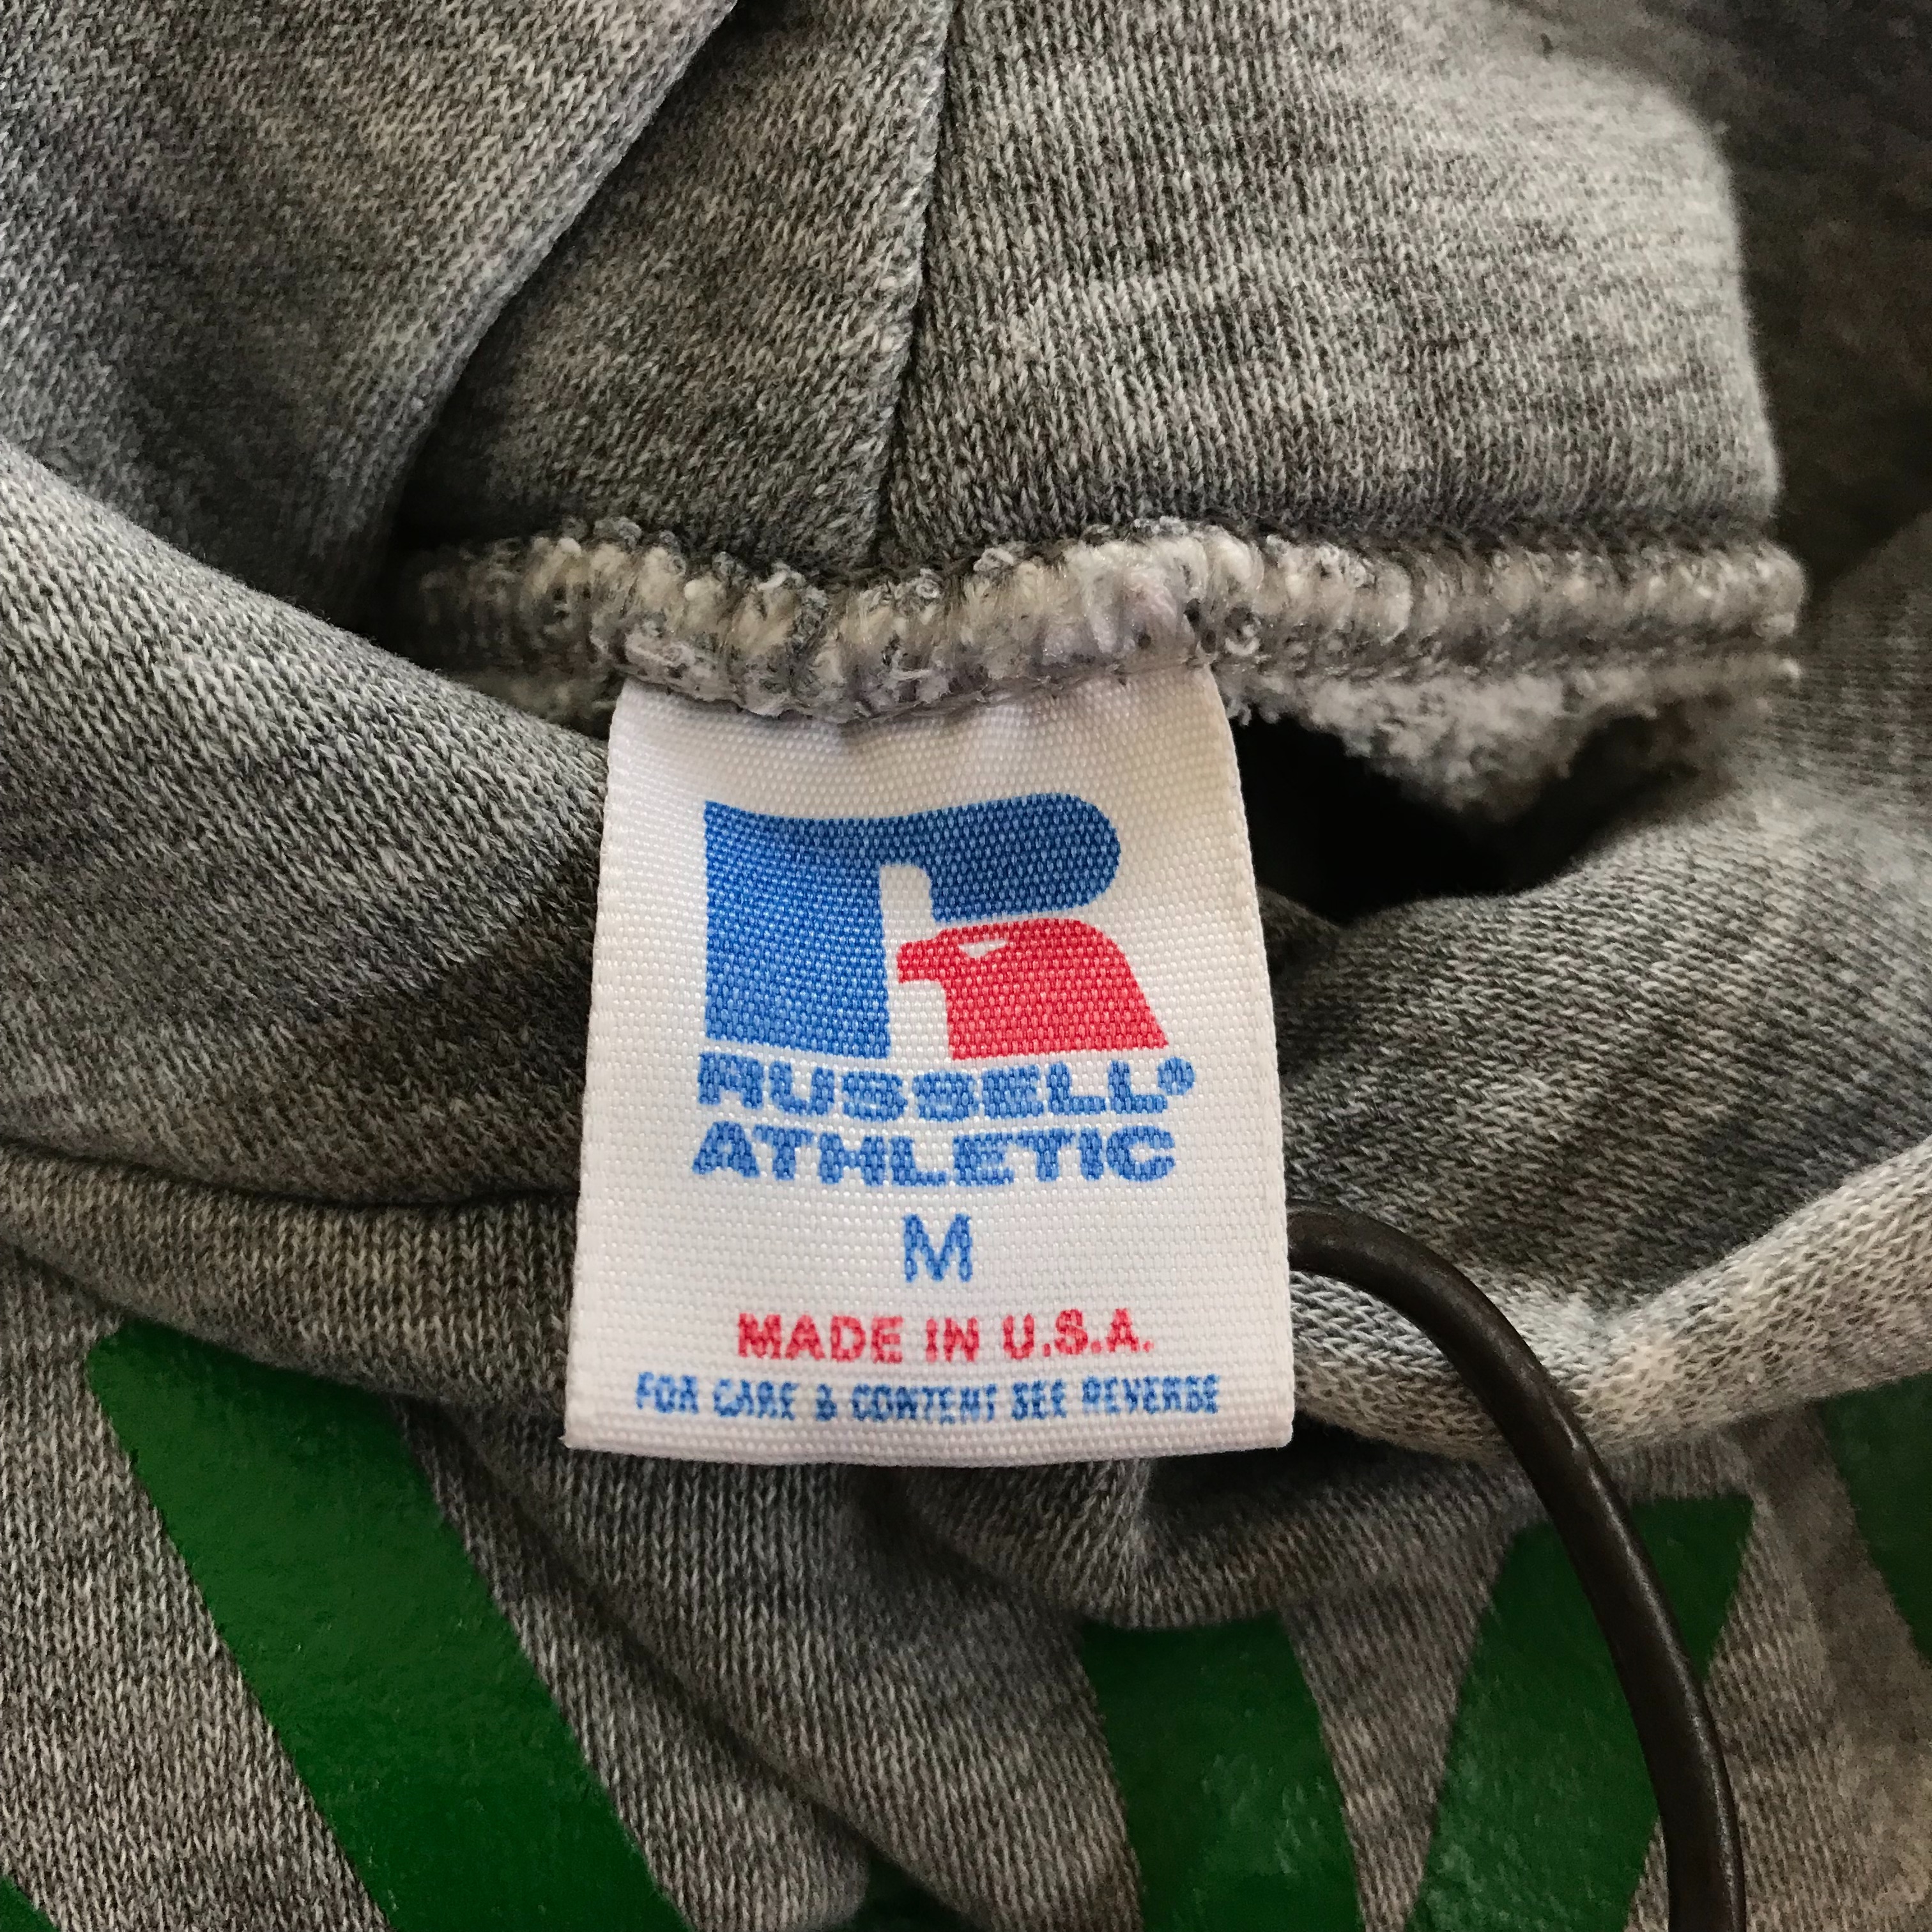 RUSSELL®
ATHLETIC
M
MADE IN U.S.A.
FOR CARE & CONTENT SEE REVERSE